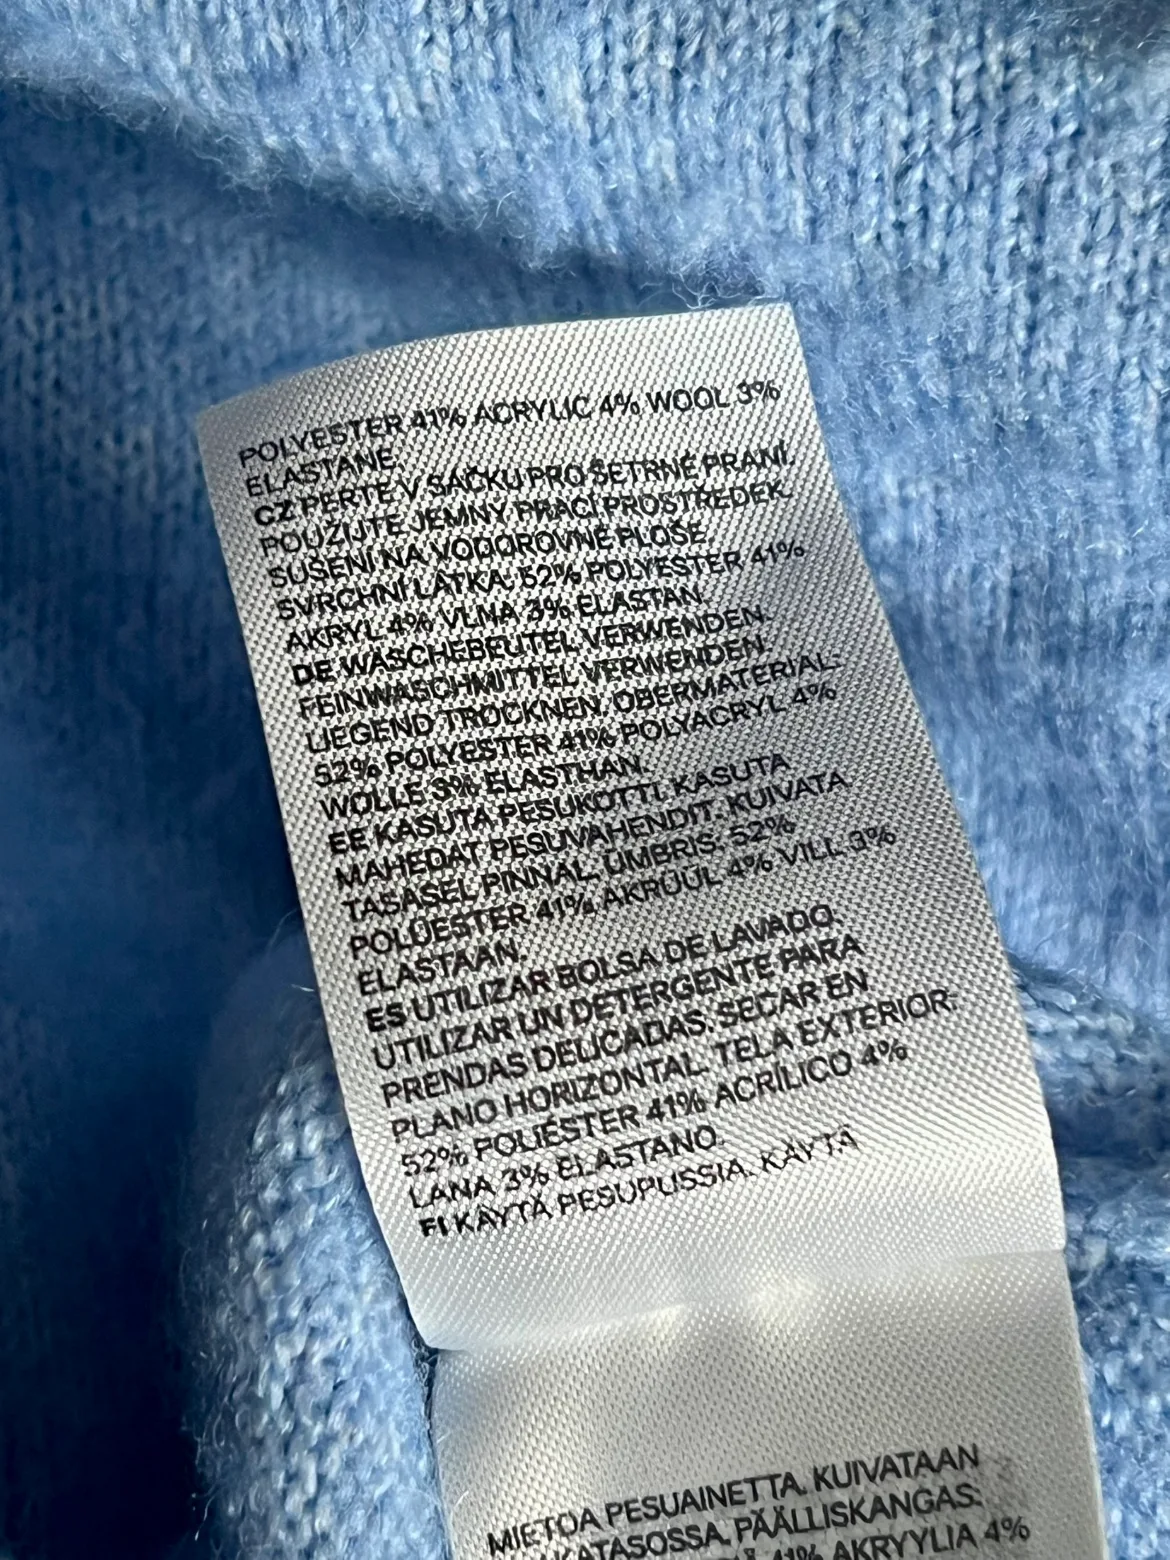 POLYESTER 41% ACRYLIC 4% WOOL 3%
ELASTANE.
CZ PERTE V SÁČKU PRO ŠETRNÉ PRANÍ.
POUŽIJTE JEMNÝ PRACÍ PROSTŘEDEK.
SUŠENÍ NA VODOROVNÉ PLOŠE
SVRCHNÍ LÁTKA: 52% POLYESTER 41%
AKRYL 4% VLNA 3% ELASTAN.
DE WÄSCHEBEUTEL VERWENDEN.
FEINWASCHMITTEL VERWENDEN.
LIEGEND TROCKNEN. OBERMATERIAL:
52% POLYESTER 41% POLYACRYL 4%
WOLLE 3% ELASTHAN.
EE KASUTA PESUKOTTI. KASUTA
MAHEDAT PESUVAHENDIT. KUIVATA
TASASEL PINNAL. ÜMBRIS: 52%
POLÜESTER 41% AKRÜÜL 4% VILL 3%
ELASTAAN.
ES UTILIZAR BOLSA DE LAVADO.
UTILIZAR UN DETERGENTE PARA
PRENDAS DELICADAS. SECAR EN
PLANO HORIZONTAL. TELA EXTERIOR:
52% POLIÉSTER 41% ACRÍLICO 4%
LANA 3% ELASTANO.
FI KÄYTÄ PESUPUSSIA. KÄYTÄ
MIETOA PESUAINETTA. KUIVATAAN
PÄÄLLISKANGAS:
41% AKRYYLIA 4%